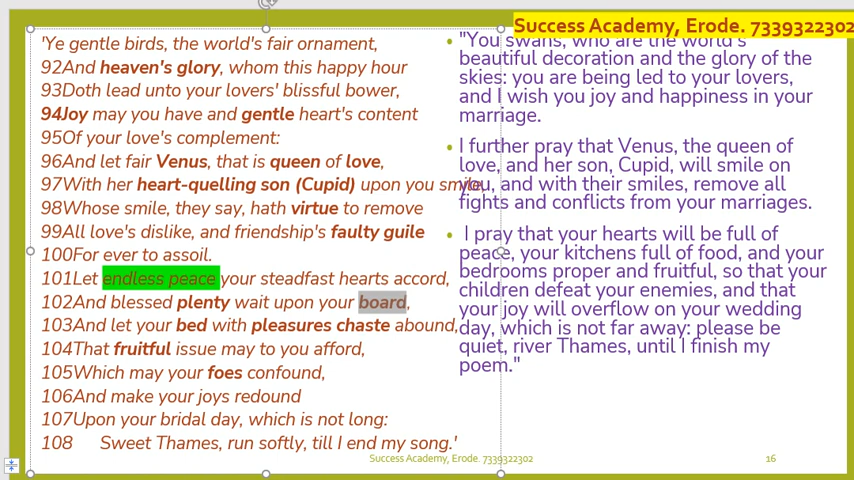 Success Academy, Erode. 7339322302
'Ye gentle birds, the world's fair ornament,
92And heaven's glory, whom this happy hour
93Doth lead unto your lovers' blissful bower,
94Joy may you have and gentle heart's content
95Of your love's complement:
96And let fair Venus, that is queen of love,
97With her heart-quelling son (Cupid) upon you smile,
98Whose smile, they say, hath virtue to remove
99All love's dislike, and friendship's faulty guile
100For ever to assoil.
101Let endless peace your steadfast hearts accord,
102And blessed plenty wait upon your board,
103And let your bed with pleasures chaste abound,
104That fruitful issue may to you afford,
105Which may your foes confound,
106And make your joys redound
107Upon your bridal day, which is not long:
108 Sweet Thames, run softly, till I end my song.'
• "You swans, who are the world's
beautiful decoration and the glory of the
skies: you are being led to your lovers,
and I wish you joy and happiness in your
marriage.
• I further pray that Venus, the queen of
love, and her son, Cupid, will smile on
you, and with their smiles, remove all
fights and conflicts from your marriages.
• I pray that your hearts will be full of
peace, your kitchens full of food, and your
bedrooms proper and fruitful, so that your
children defeat your enemies, and that
your joy will overflow on your wedding
day, which is not far away: please be
quiet, river Thames, until I finish my
poem."
Success Academy, Erode. 7339322302
16